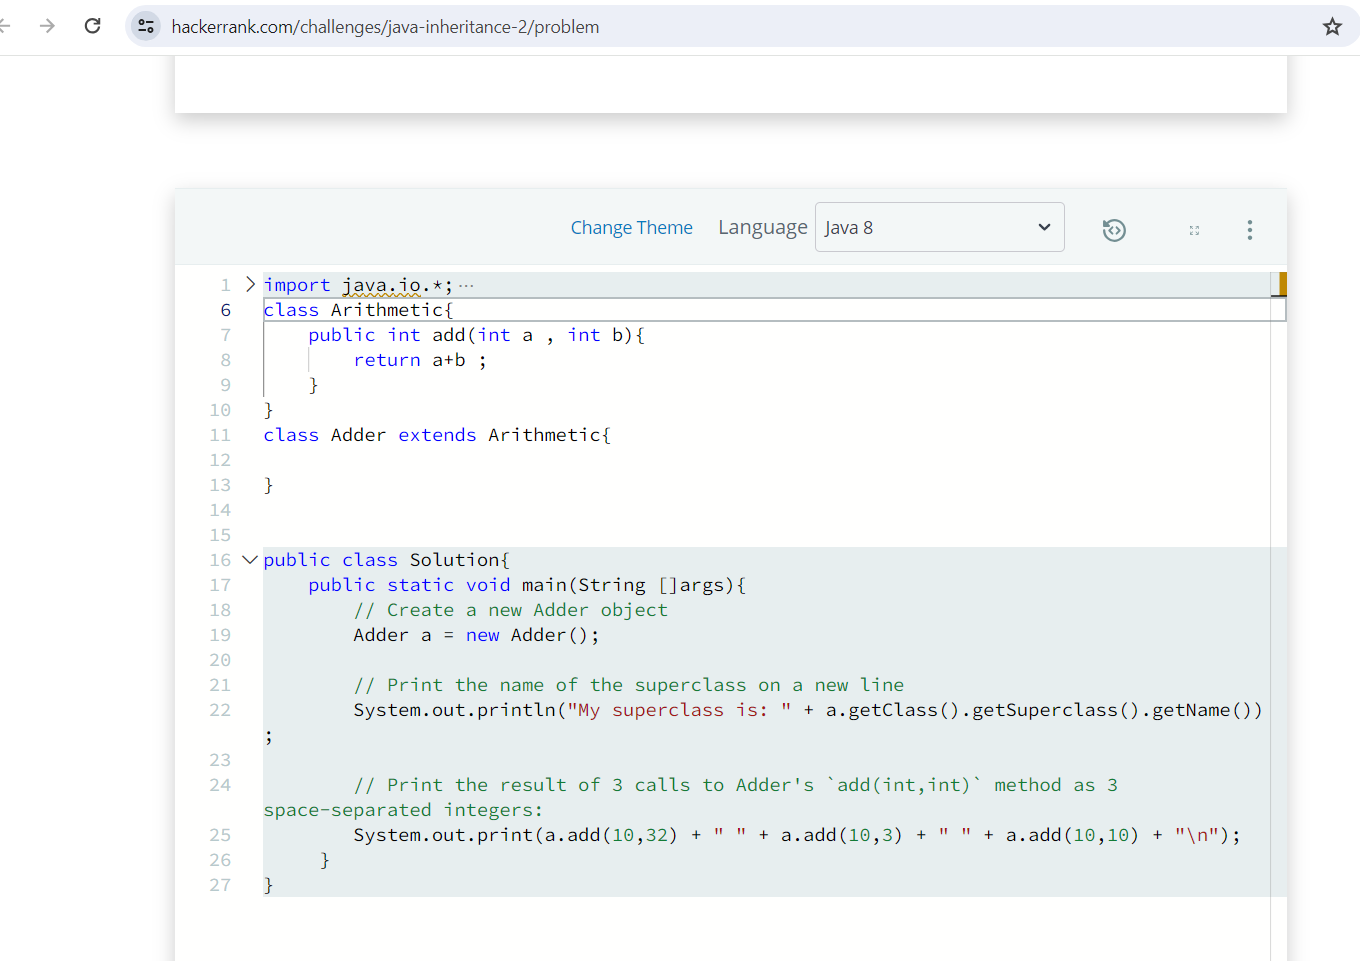 hackerrank.com/challenges/java-inheritance-2/problem
Change Theme Language Java 8
1 import java.io.*; ···
6 class Arithmetic{
7 public int add(int a , int b){
8 return a+b ;
9 }
10 }
11 class Adder extends Arithmetic{
12
13 }
14
15
16 public class Solution{
17 public static void main(String []args){
18 // Create a new Adder object
19 Adder a = new Adder();
20
21 // Print the name of the superclass on a new line
22 System.out.println("My superclass is: " + a.getClass().getSuperclass().getName())
;
23
24 // Print the result of 3 calls to Adder's `add(int,int)` method as 3
space-separated integers:
25 System.out.print(a.add(10,32) + " " + a.add(10,3) + " " + a.add(10,10) + "\n");
26 }
27 }